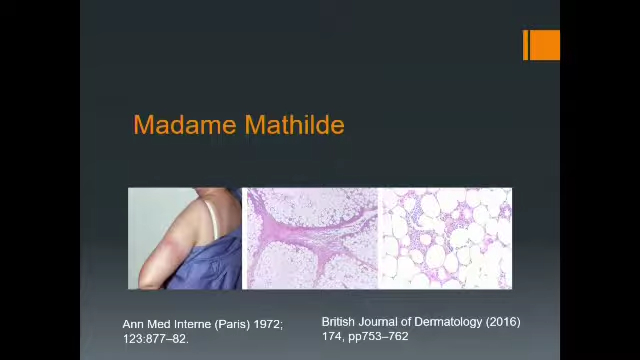 Madame Mathilde
Ann Med Interne (Paris) 1972;
123:877–82.
British Journal of Dermatology (2016)
174, pp753–762